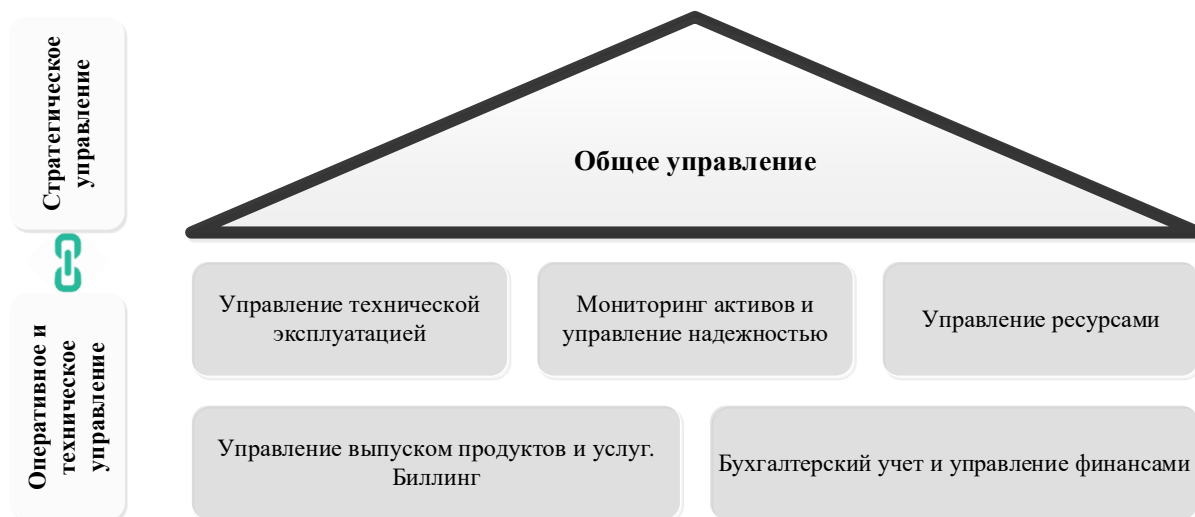 Стратегическое
управление
Общее управление
Оперативное и
техническое
управление
Управление технической
эксплуатацией
Мониторинг активов и
управление надежностью
Управление ресурсами
Управление выпуском продуктов и услуг.
Биллинг
Бухгалтерский учет и управление финансами